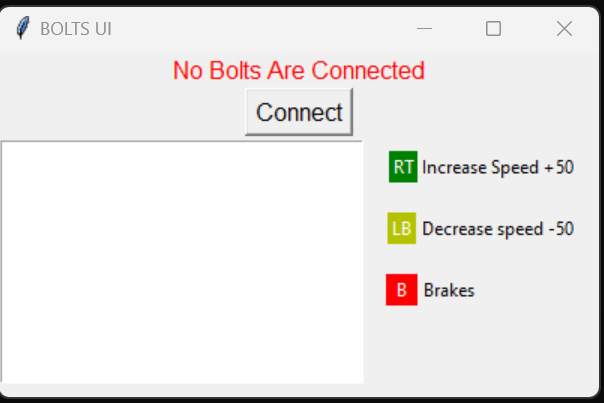 BOLTS UI
No Bolts Are Connected
Connect
RT Increase Speed +50
LB Decrease speed -50
B Brakes